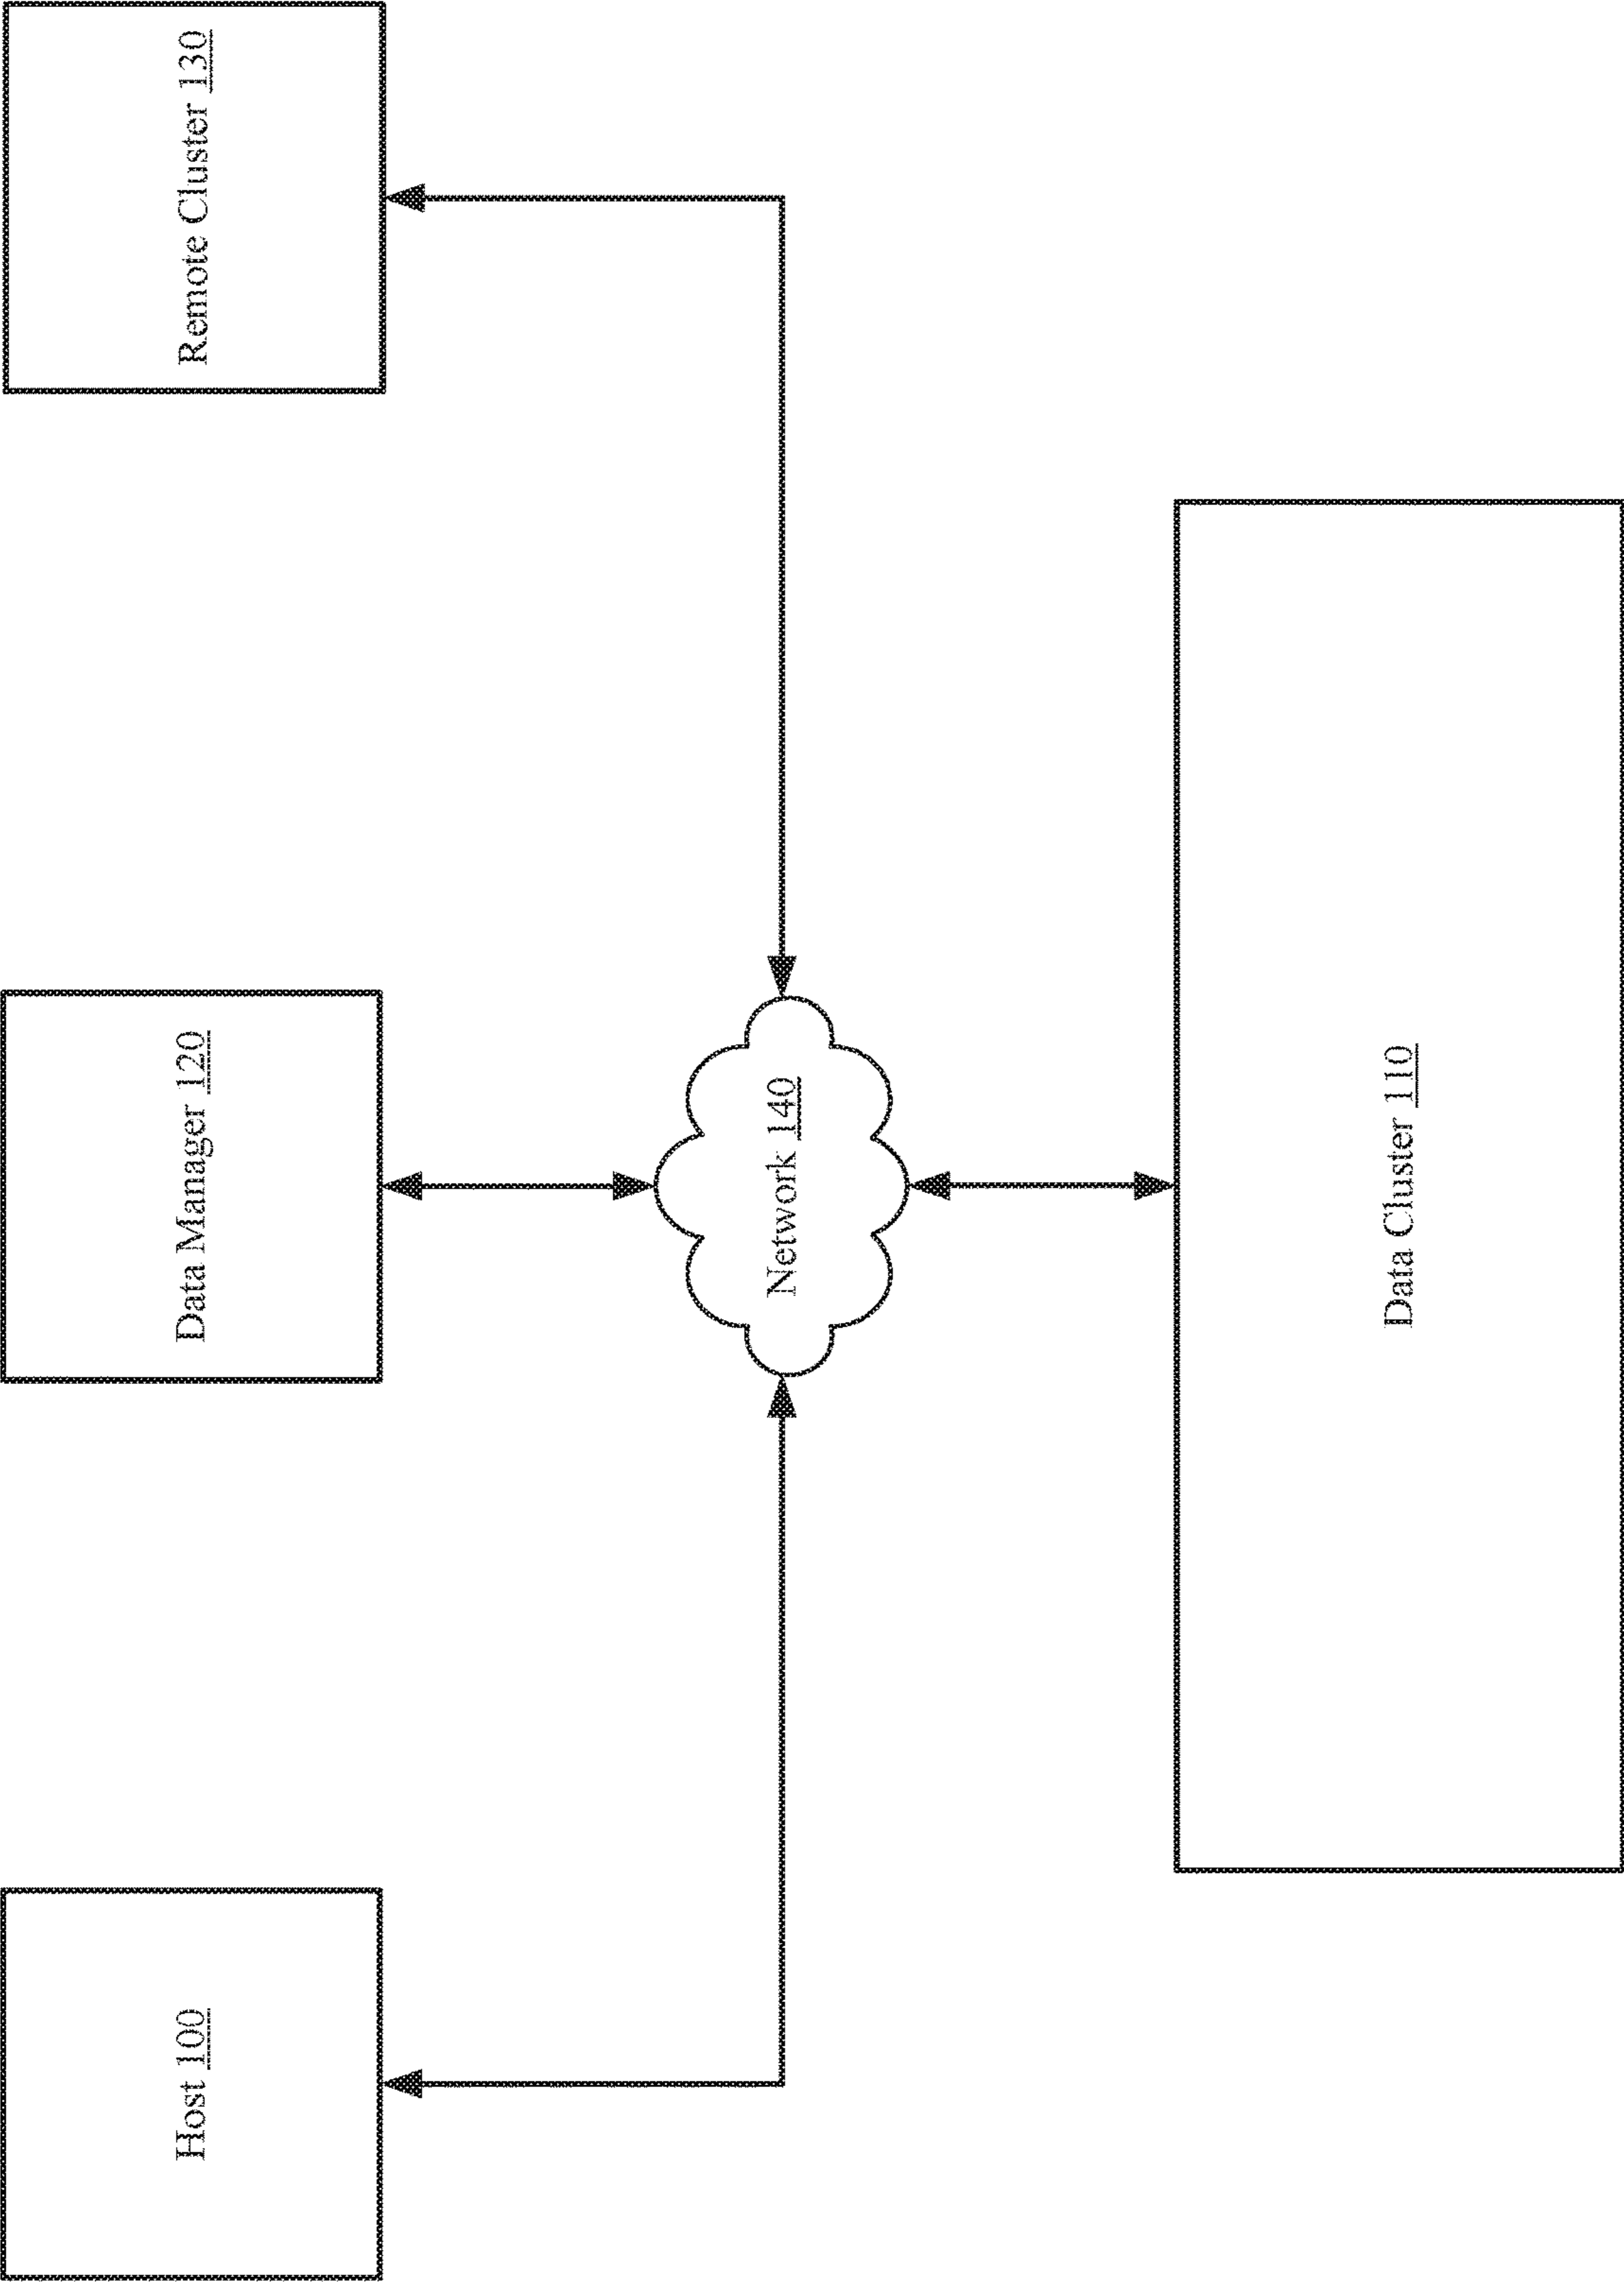 Host 100
Data Manager 120
Remote Cluster 130
Network 140
Data Cluster 110